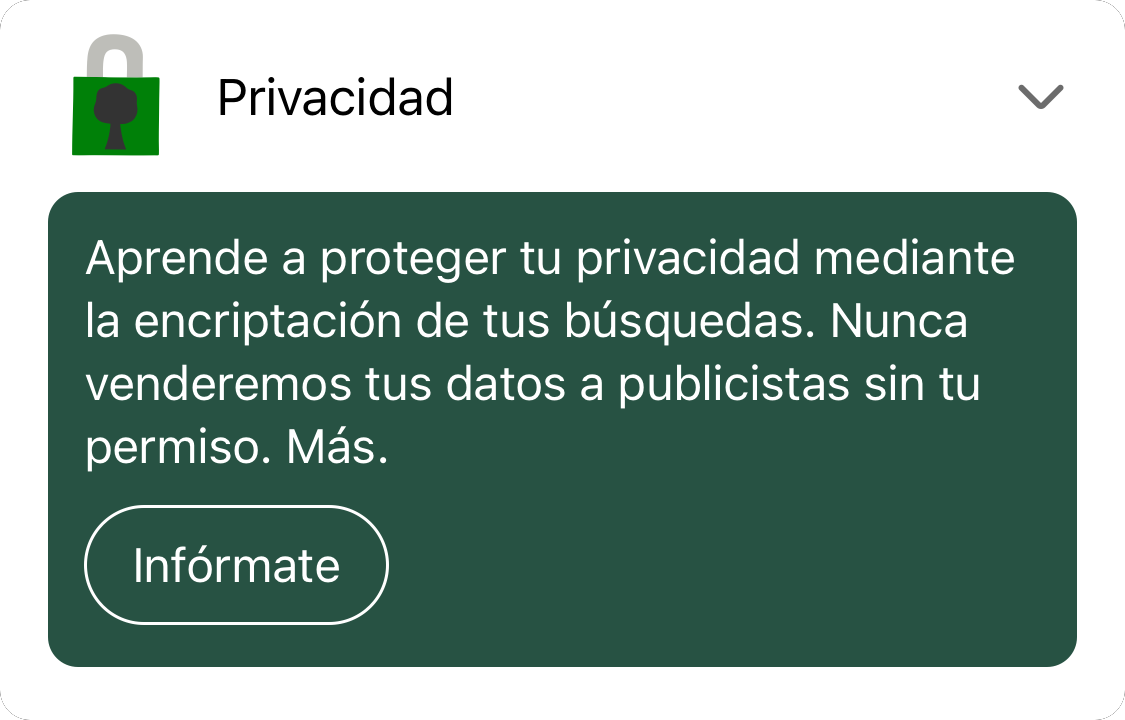 Privacidad
Aprende a proteger tu privacidad mediante
la encriptación de tus búsquedas. Nunca
venderemos tus datos a publicistas sin tu
permiso. Más.
Infórmate